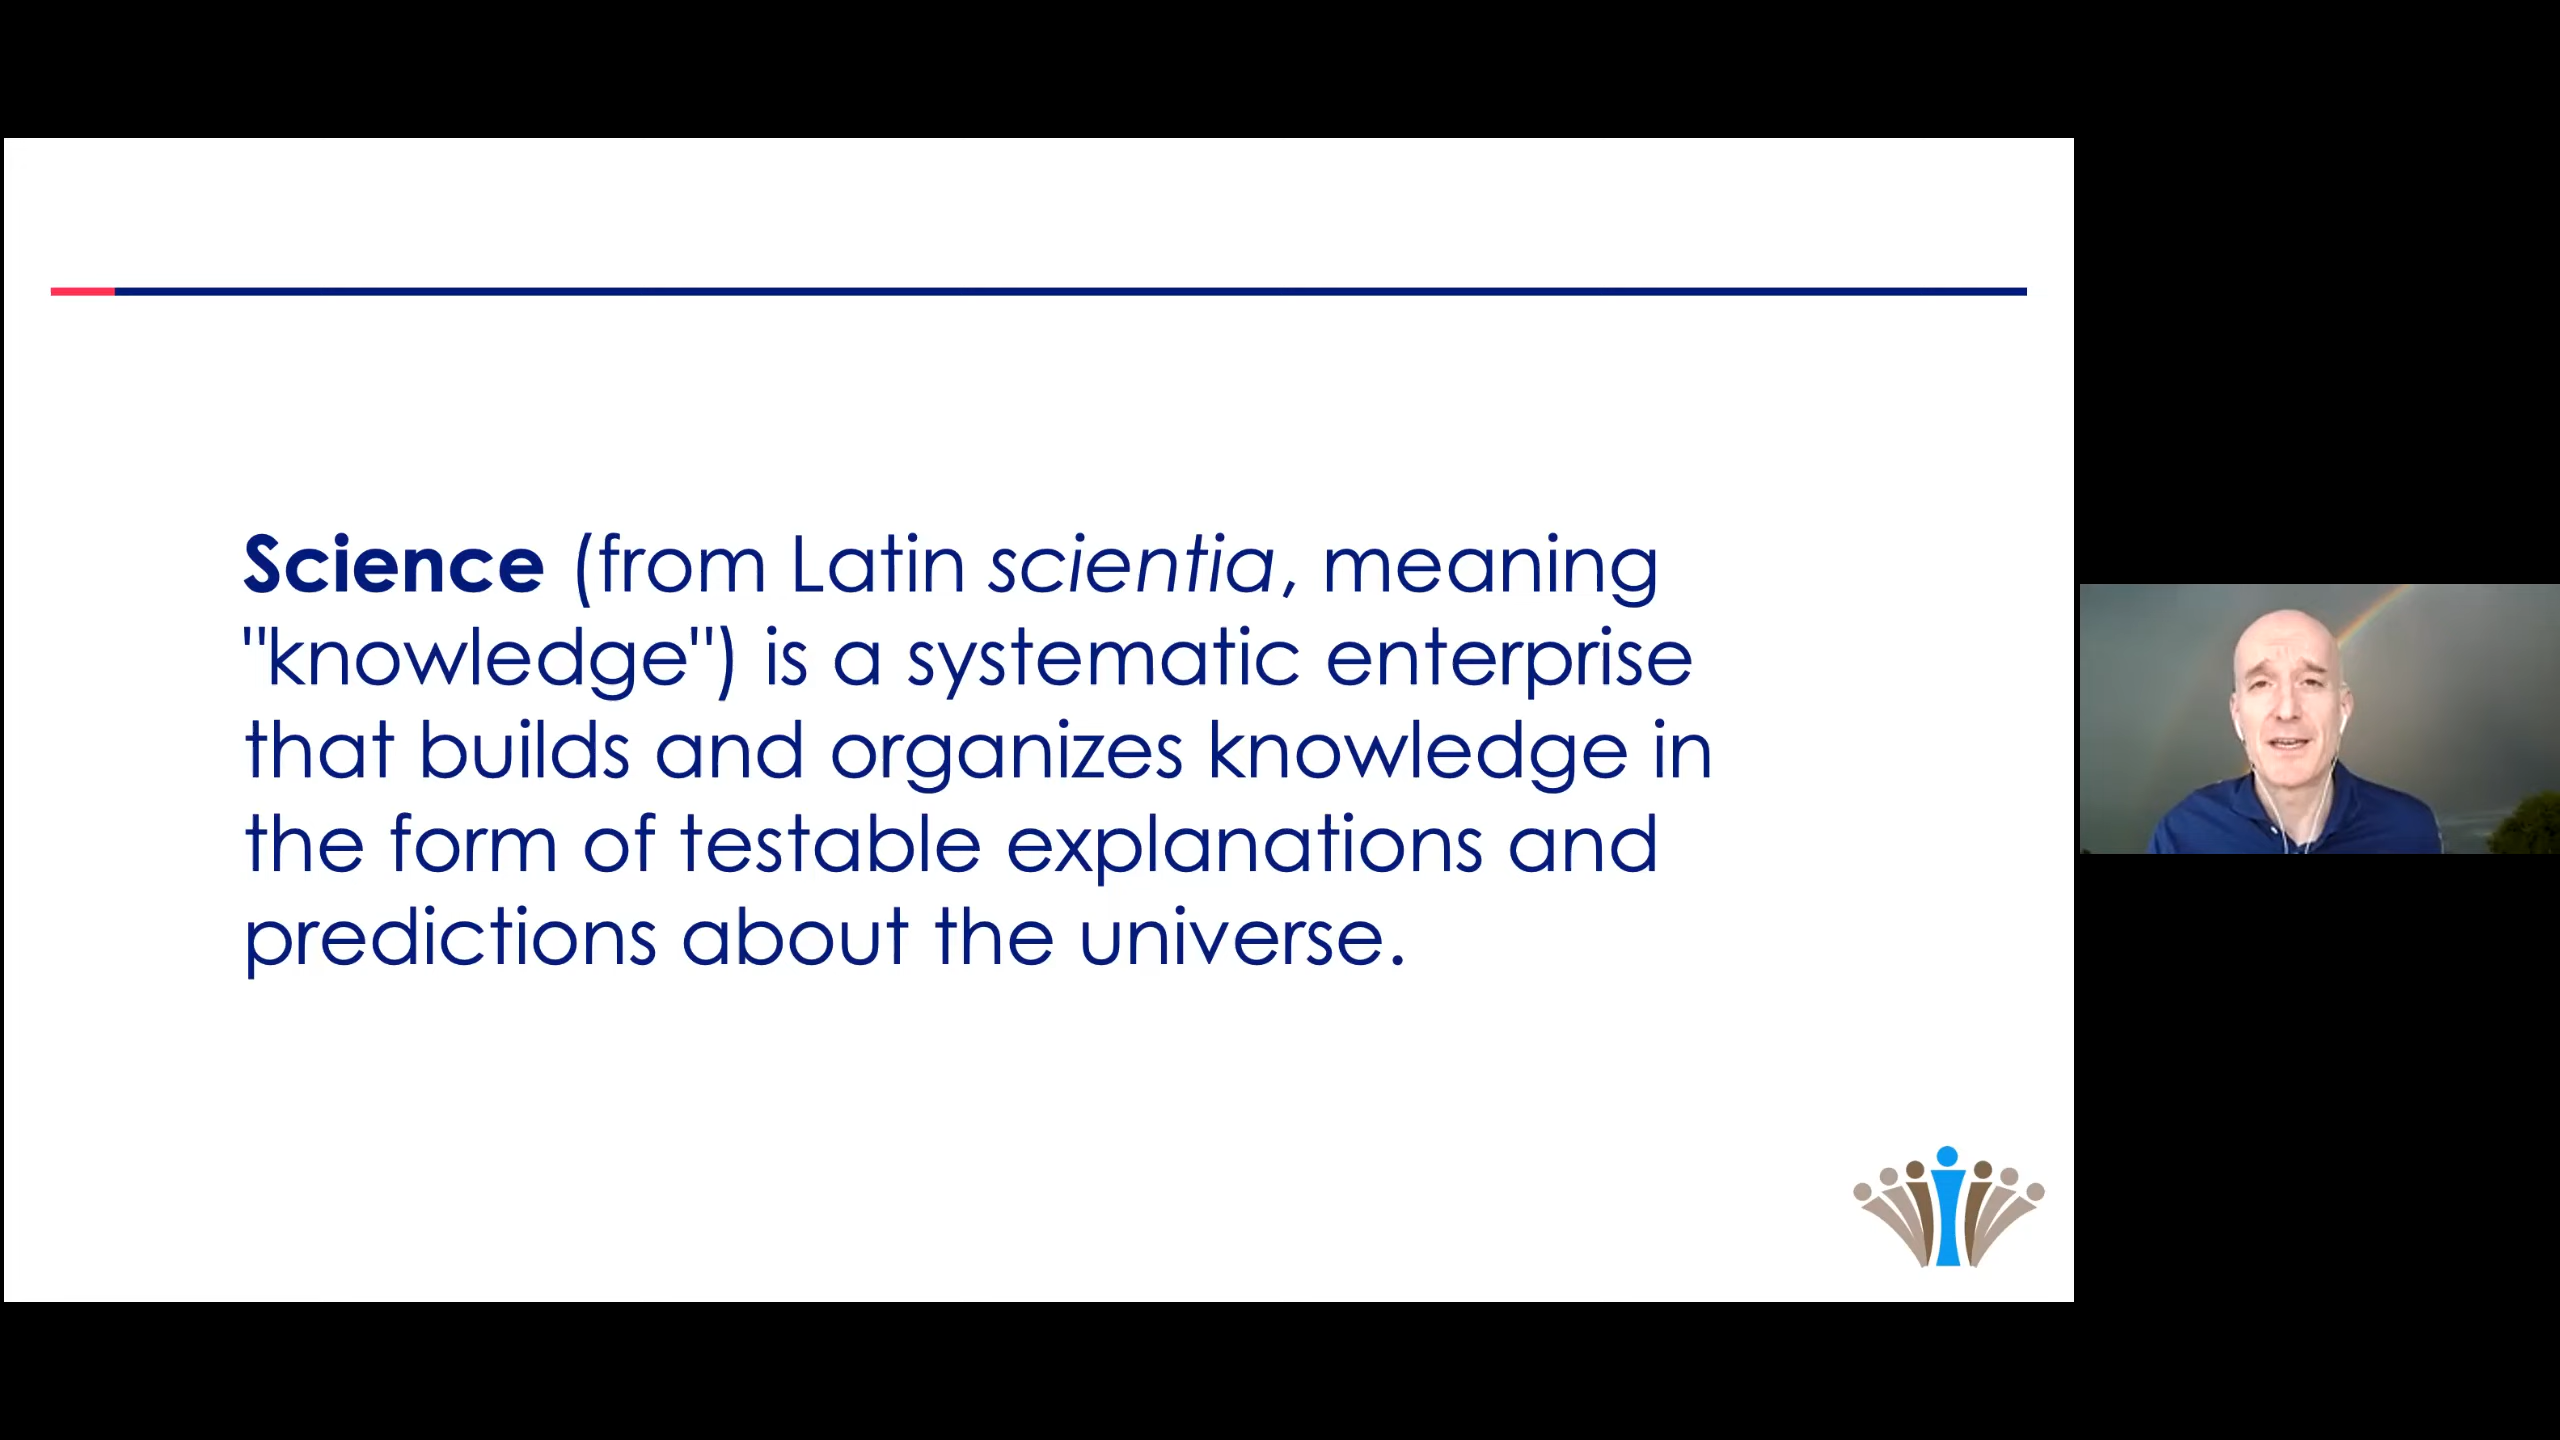 Science (from Latin scientia, meaning
"knowledge") is a systematic enterprise
that builds and organizes knowledge in
the form of testable explanations and
predictions about the universe.